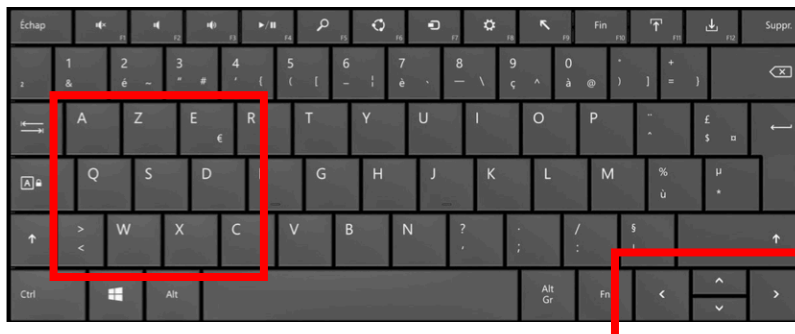 Échap F1 F2 F3 F4 F5 F6 F7 F8 F9 Fin F10 F11 F12 Suppr.
1 2 3 4 5 6 7 8 9 0 ° +
² & é ~ " # ' { ( [ - ¦ è ` _ \ ç ^ à @ ) ] = }
A Z E € R T Y U I O P ¨ ^ £ $ ¤
A Q S D G H J K L M % ù µ *
> < W X C V B N ? , . ; / : §
Ctrl Alt Alt Gr Fn